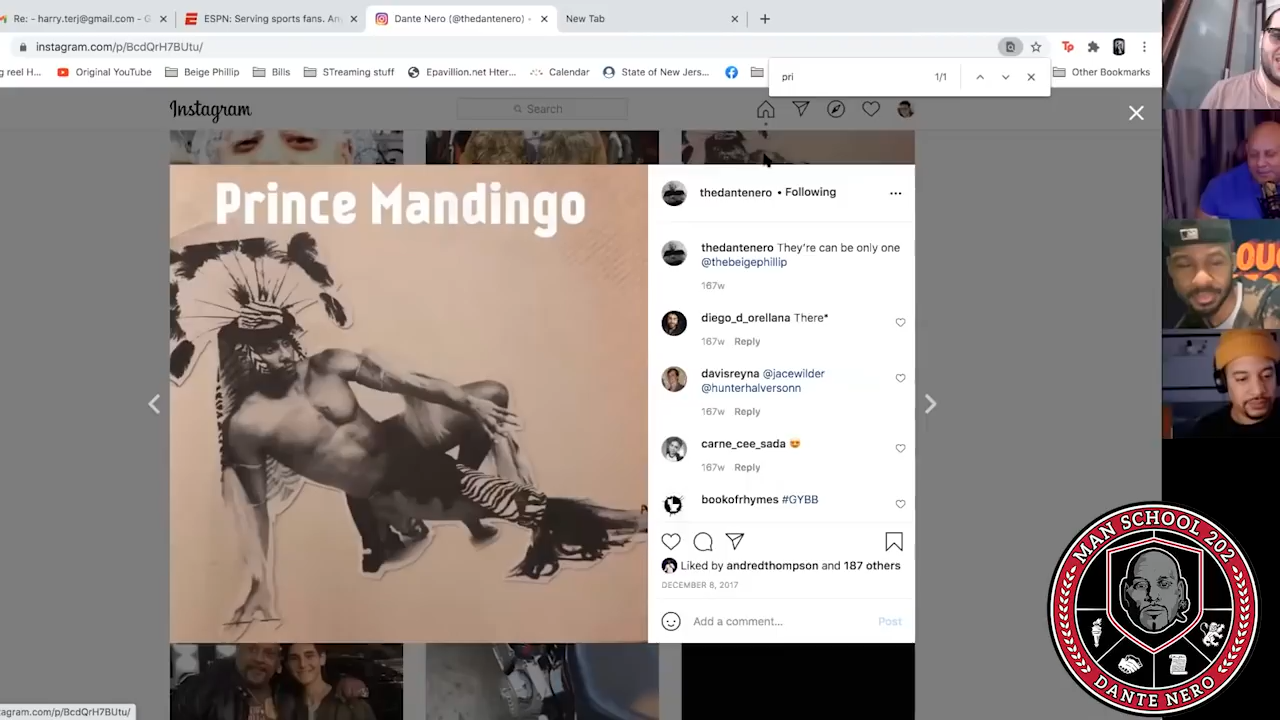 Re: - harry.terj@gmail.com - G
ESPN: Serving sports fans. An
Dante Nero (@thedantenero) •
New Tab
instagram.com/p/BcdQrH7BUtu/
Tp
g reel H...
Original YouTube
Beige Phillip
Bills
STreaming stuff
Epavillion.net Hter...
Calendar
State of New Jers...
Other Bookmarks
pri
1/1
Instagram
Search
Prince Mandingo
thedantenero • Following
thedantenero They're can be only one
@thebeigephillip
167w
diego_d_orellana There*
167w Reply
davisreyna @jacewilder
@hunterhalversonn
167w Reply
carne_cee_sada 😍
167w Reply
bookofrhymes #GYBB
Liked by andredthompson and 187 others
DECEMBER 8, 2017
Add a comment...
Post
stagram.com/p/BcdQrH7BUtu/
MAN SCHOOL 202
DANTE NERO